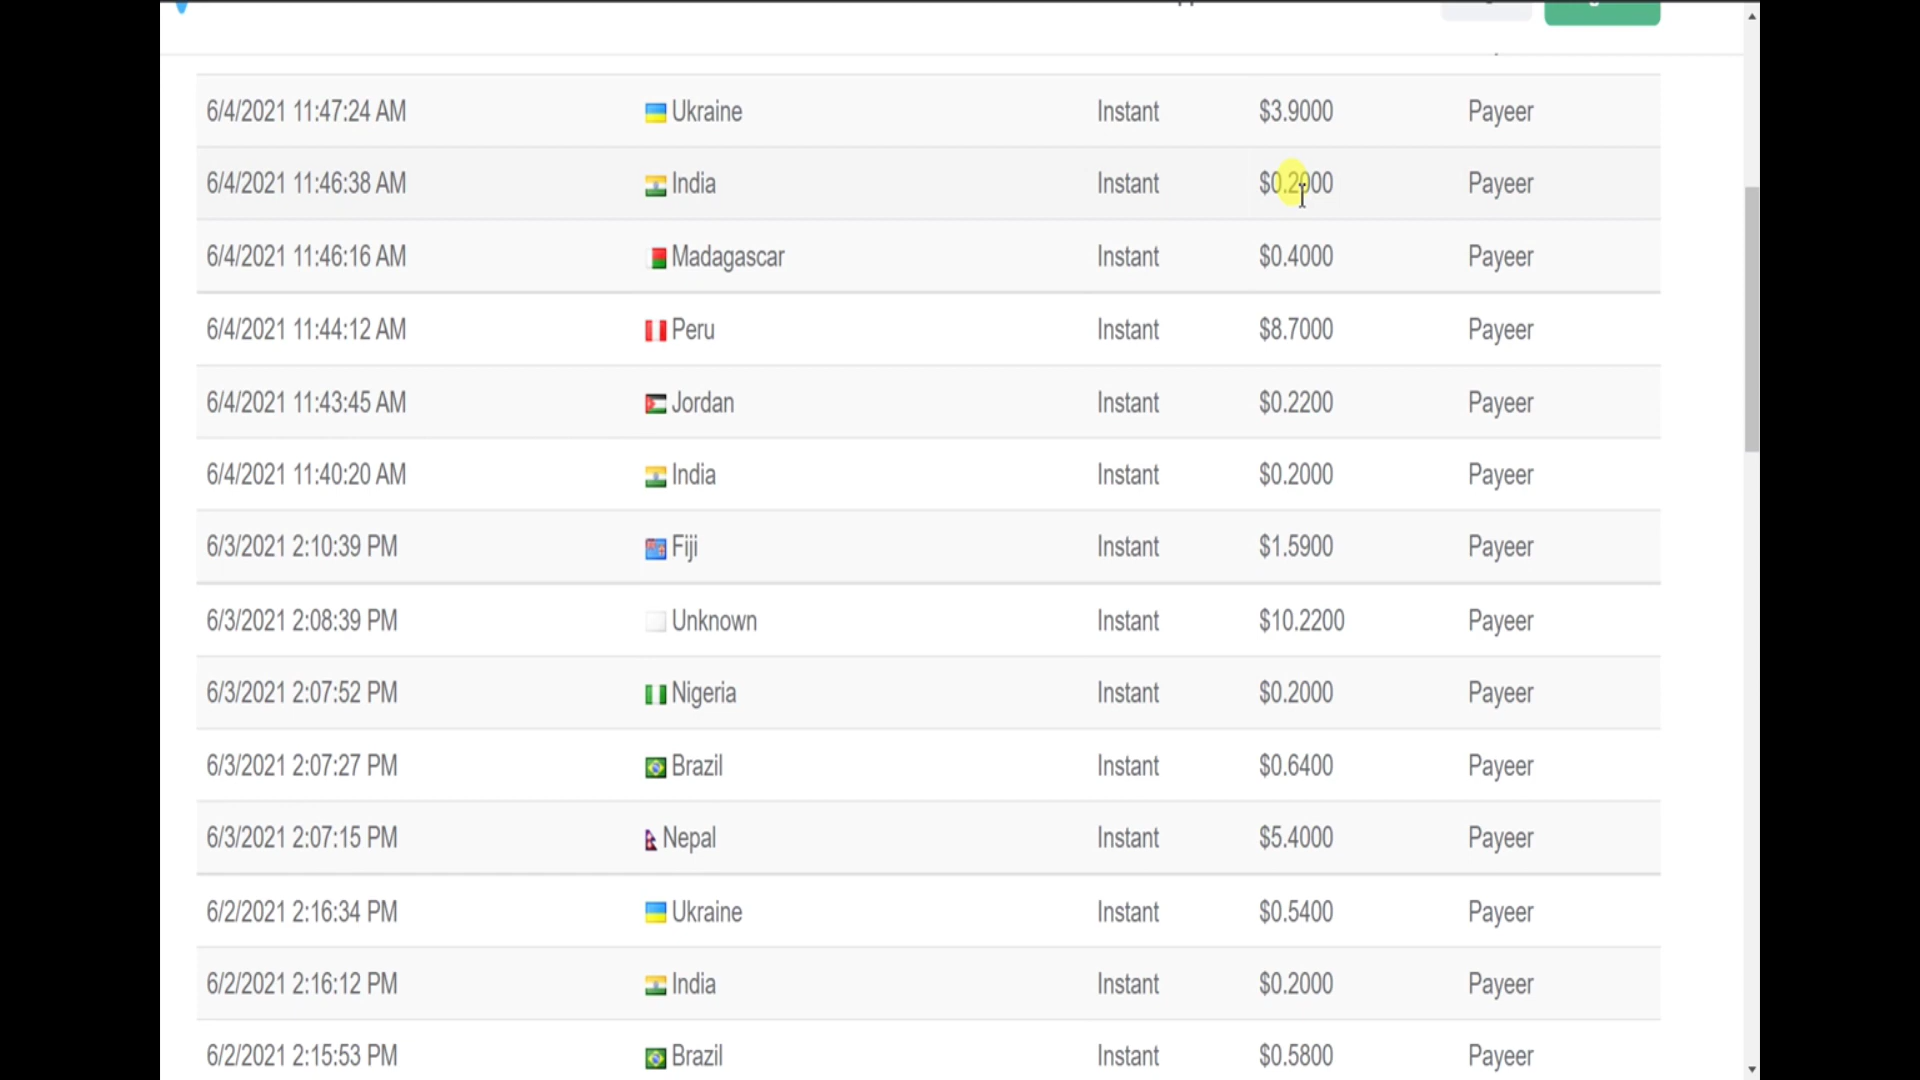 6/4/2021 11:47:24 AM Ukraine Instant $3.9000 Payeer
6/4/2021 11:46:38 AM India Instant $0.2000 Payeer
6/4/2021 11:46:16 AM Madagascar Instant $0.4000 Payeer
6/4/2021 11:44:12 AM Peru Instant $8.7000 Payeer
6/4/2021 11:43:45 AM Jordan Instant $0.2200 Payeer
6/4/2021 11:40:20 AM India Instant $0.2000 Payeer
6/3/2021 2:10:39 PM Fiji Instant $1.5900 Payeer
6/3/2021 2:08:39 PM Unknown Instant $10.2200 Payeer
6/3/2021 2:07:52 PM Nigeria Instant $0.2000 Payeer
6/3/2021 2:07:27 PM Brazil Instant $0.6400 Payeer
6/3/2021 2:07:15 PM Nepal Instant $5.4000 Payeer
6/2/2021 2:16:34 PM Ukraine Instant $0.5400 Payeer
6/2/2021 2:16:12 PM India Instant $0.2000 Payeer
6/2/2021 2:15:53 PM Brazil Instant $0.5800 Payeer